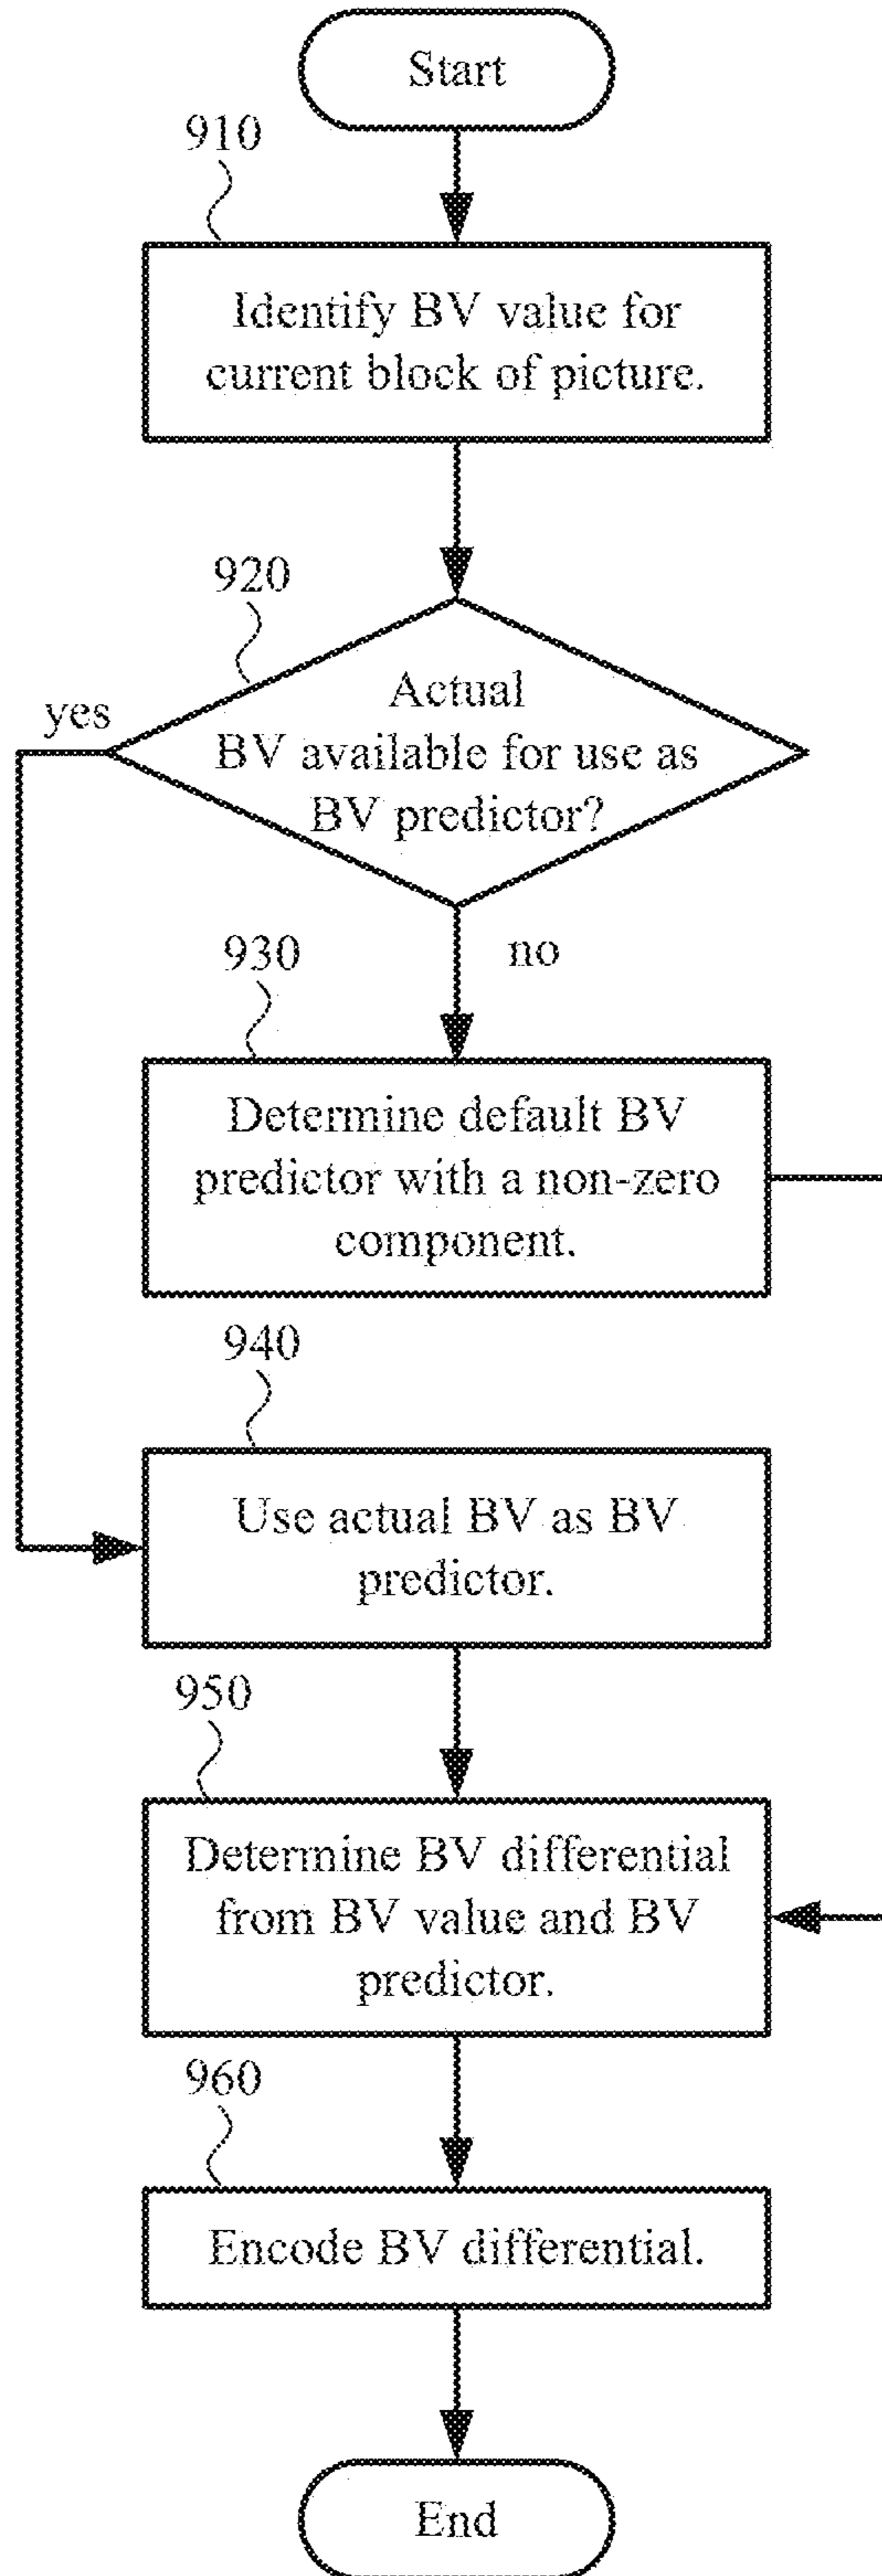 Start
910
Identify BV value for
current block of picture.
920
yes
Actual
BV available for use as
BV predictor?
930
no
Determine default BV
predictor with a non-zero
component.
940
Use actual BV as BV
predictor.
950
Determine BV differential
from BV value and BV
predictor.
960
Encode BV differential.
End